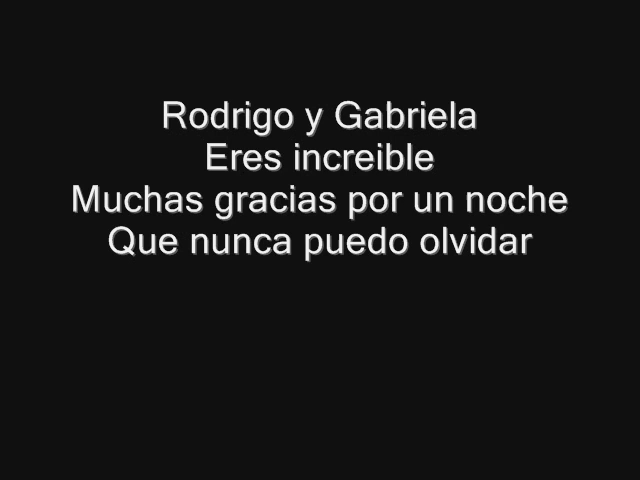 Rodrigo y Gabriela
Eres increible
Muchas gracias por un noche
Que nunca puedo olvidar